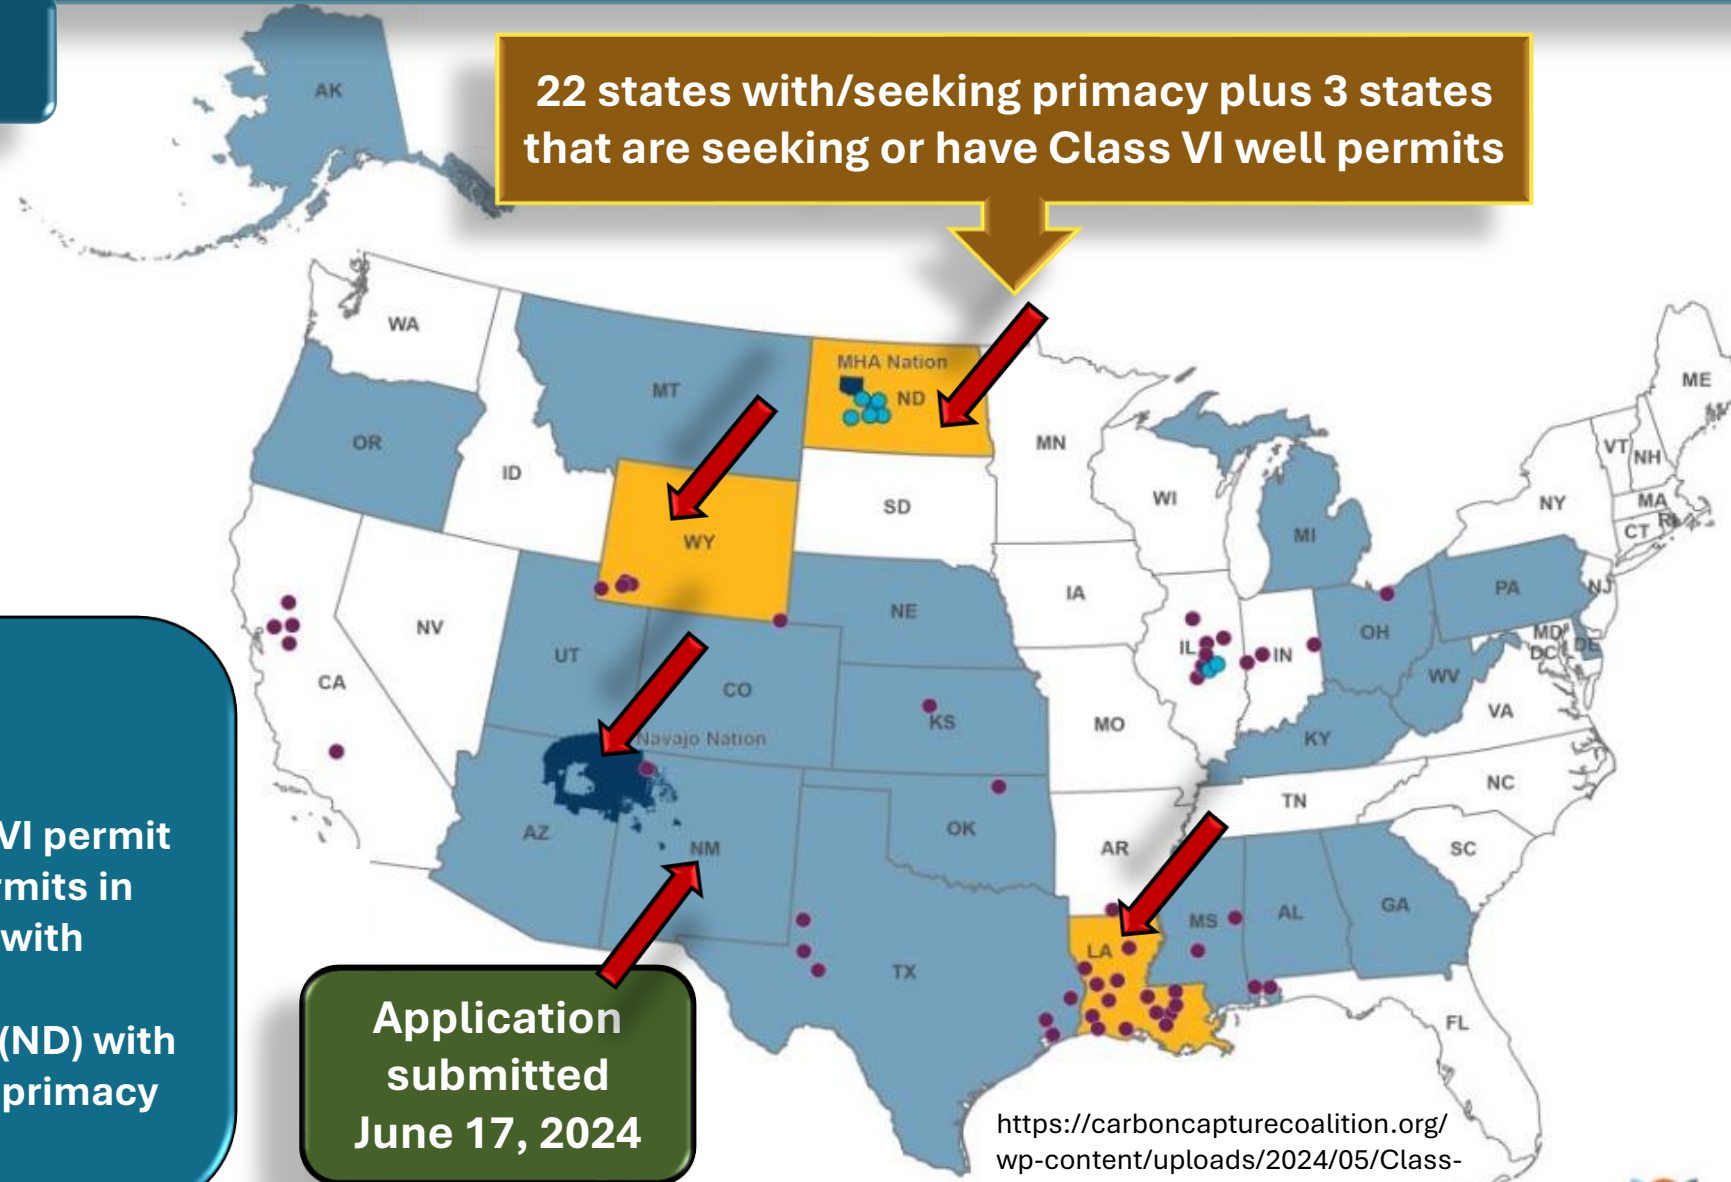 22 states with/seeking primacy plus 3 states
that are seeking or have Class VI well permits
AK
WA
MT
MHA Nation
ND
MN
ME
OR
ID
SD
WI
VT
NH
NY
MA
CT
RI
WY
MI
IA
NE
PA
NJ
NV
UT
CO
IL
IN
OH
MD
DC
DE
WV
VA
CA
KS
MO
KY
Navajo Nation
NC
TN
AZ
NM
OK
AR
SC
MS
AL
GA
LA
TX
FL
VI permit
rmits in
with
(ND) with
primacy
Application
submitted
June 17, 2024
https://carboncapturecoalition.org/
wp-content/uploads/2024/05/Class-